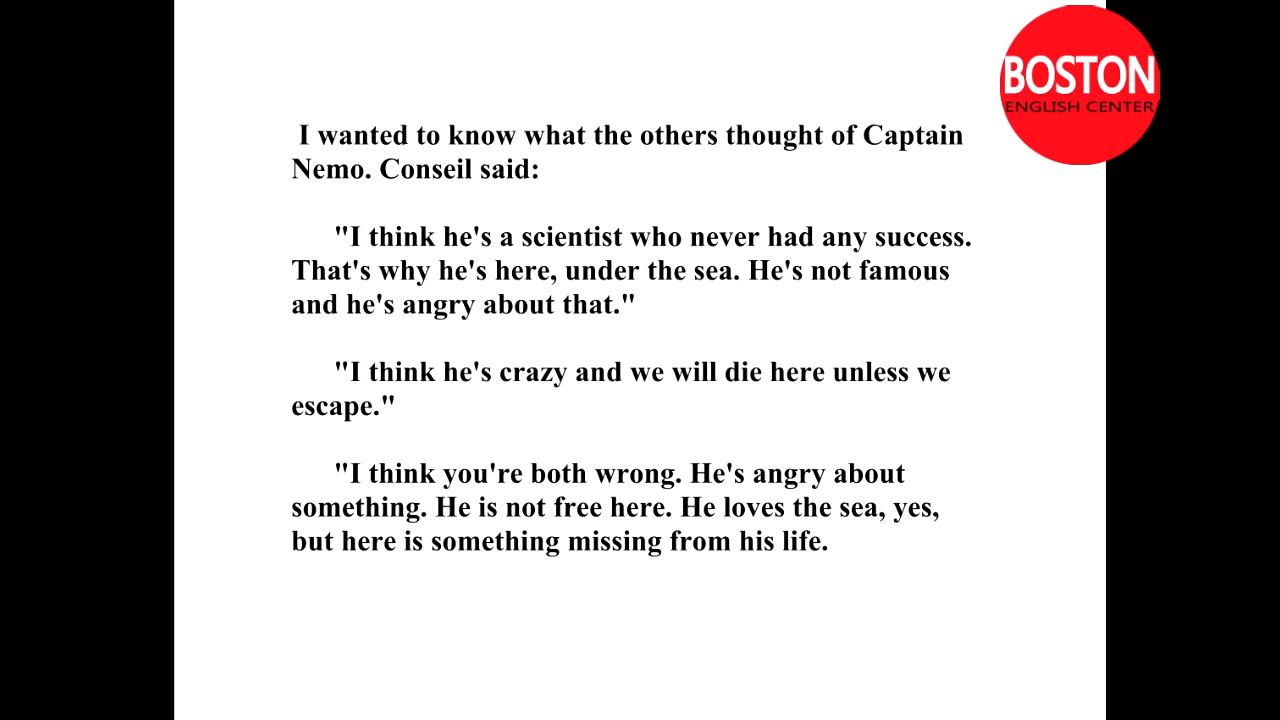 BOSTON
ENGLISH CENTER
I wanted to know what the others thought of Captain
Nemo. Conseil said:
"I think he's a scientist who never had any success.
That's why he's here, under the sea. He's not famous
and he's angry about that."
"I think he's crazy and we will die here unless we
escape."
"I think you're both wrong. He's angry about
something. He is not free here. He loves the sea, yes,
but here is something missing from his life.